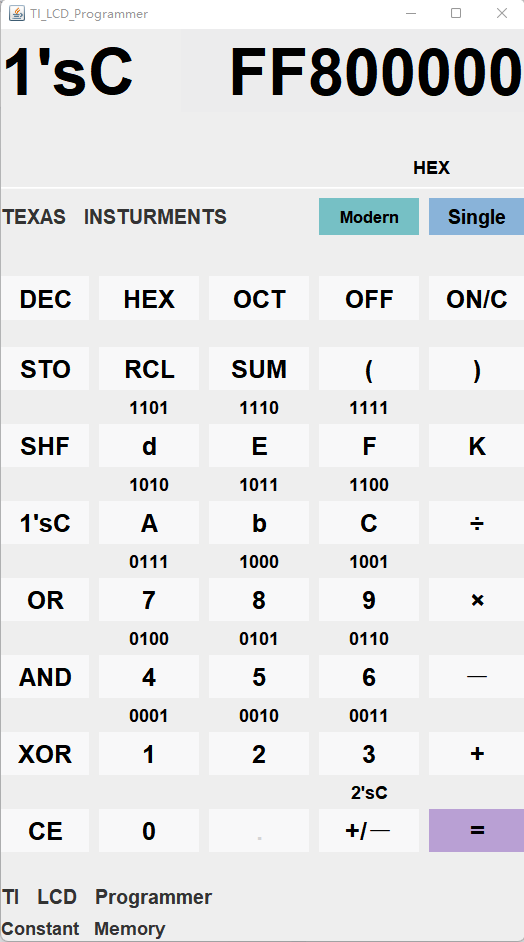 TI_LCD_Programmer
1'sC FF800000
HEX
TEXAS INSTURMENTS Modern Single
DEC HEX OCT OFF ON/C
STO RCL SUM ( )
1101 1110 1111
SHF d E F K
1010 1011 1100
1'sC A b C ÷
0111 1000 1001
OR 7 8 9 ×
0100 0101 0110
AND 4 5 6 —
0001 0010 0011
XOR 1 2 3 +
2'sC
CE 0 . +/— =
TI LCD Programmer
Constant Memory